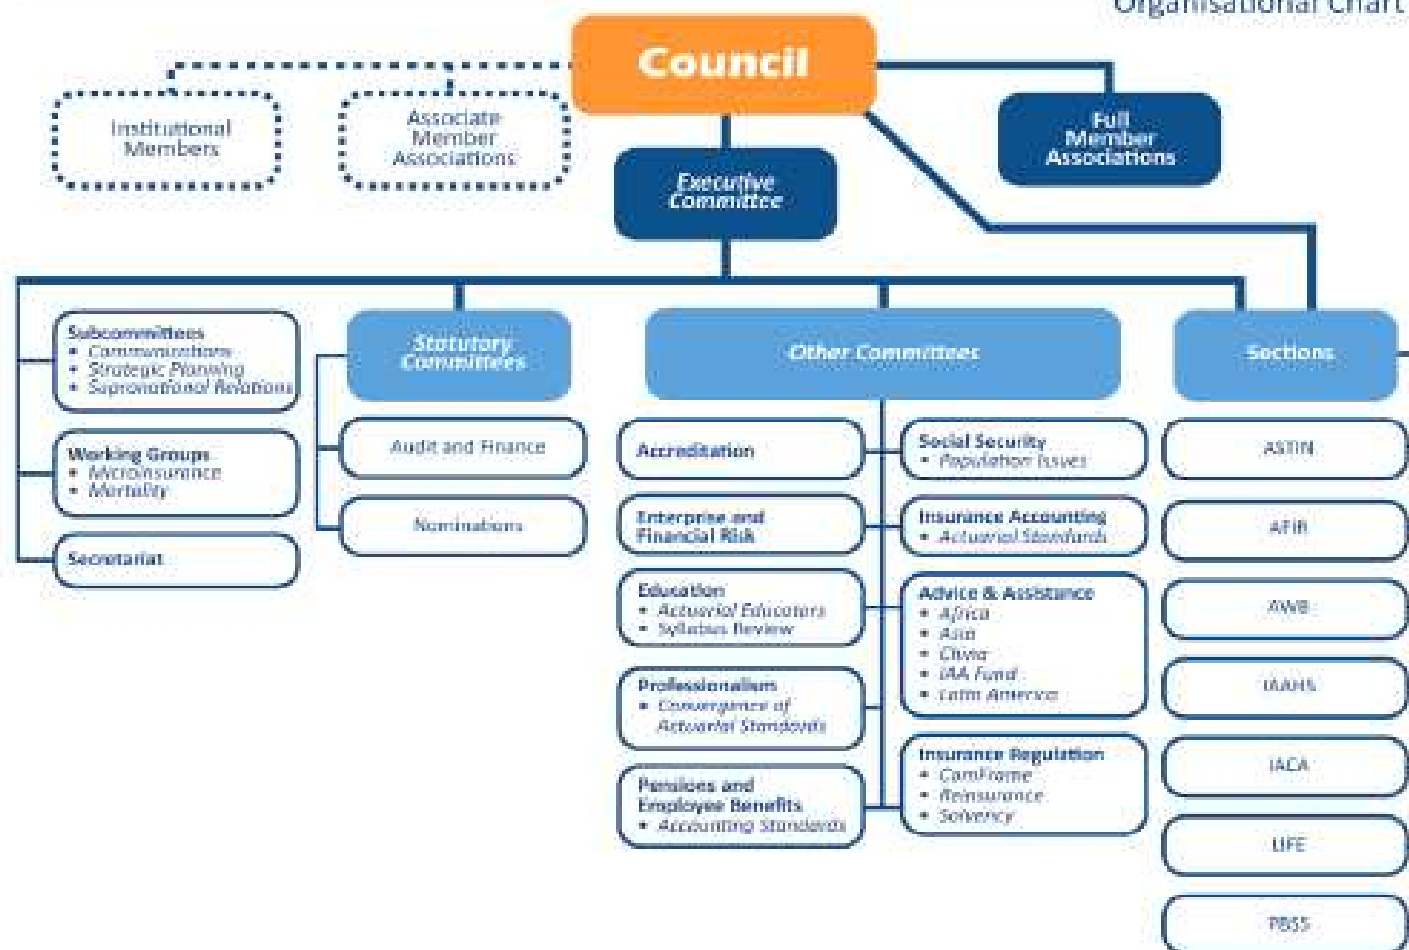 Organisational Chart
Council
Institutional
Members
Associate
Member
Associations
Full
Member
Associations
Executive
Committee
Subcommittees
• Communications
• Strategic Planning
• Supranational Relations
Working Groups
• Microinsurance
• Mortality
Secretariat
Statutory
Committees
Audit and Finance
Nominations
Other Committees
Accreditation
Enterprise and
Financial Risk
Education
• Actuarial Educators
• Syllabus Review
Professionalism
• Convergence of
Actuarial Standards
Pensions and
Employee Benefits
• Accounting Standards
Social Security
• Population Issues
Insurance Accounting
• Actuarial Standards
Advice & Assistance
• Africa
• Asia
• China
• IAA Fund
• Latin America
Insurance Regulation
• ComFrame
• Reinsurance
• Solvency
Sections
ASTIN
AFIR
AWB
IAAHS
IACA
LIFE
PBSS